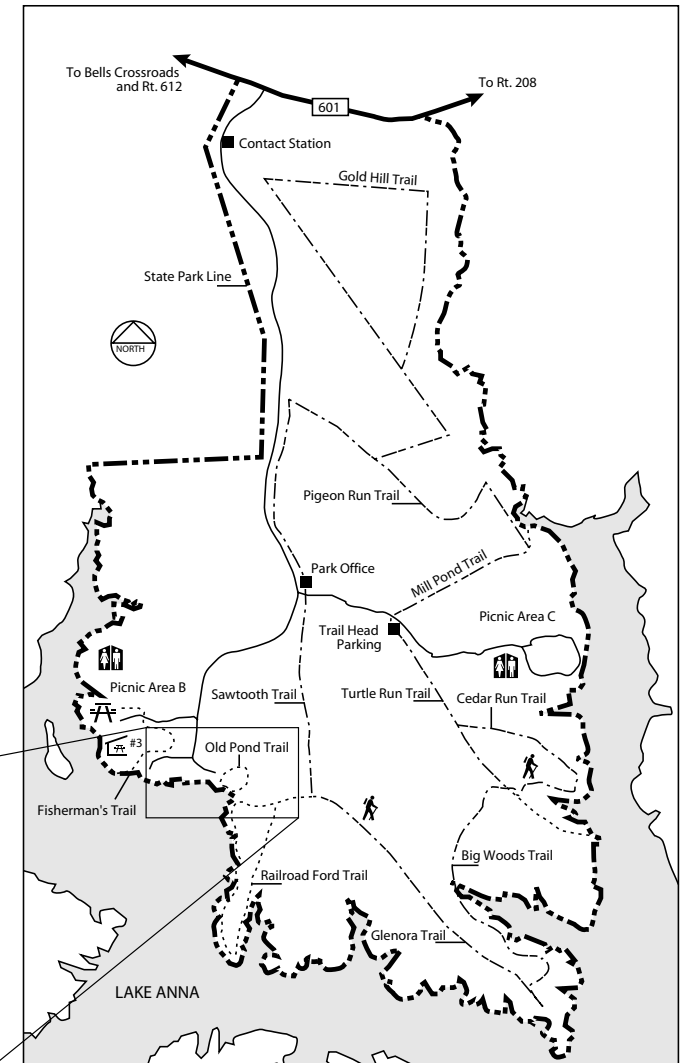 To Bells Crossroads
and Rt. 612
To Rt. 208
601
Contact Station
Gold Hill Trail
State Park Line
NORTH
Pigeon Run Trail
Park Office
Mill Pond Trail
Picnic Area C
Trail Head
Parking
Picnic Area B
Sawtooth Trail
Turtle Run Trail
Cedar Run Trail
#3
Old Pond Trail
Fisherman's Trail
Big Woods Trail
Railroad Ford Trail
Glenora Trail
LAKE ANNA